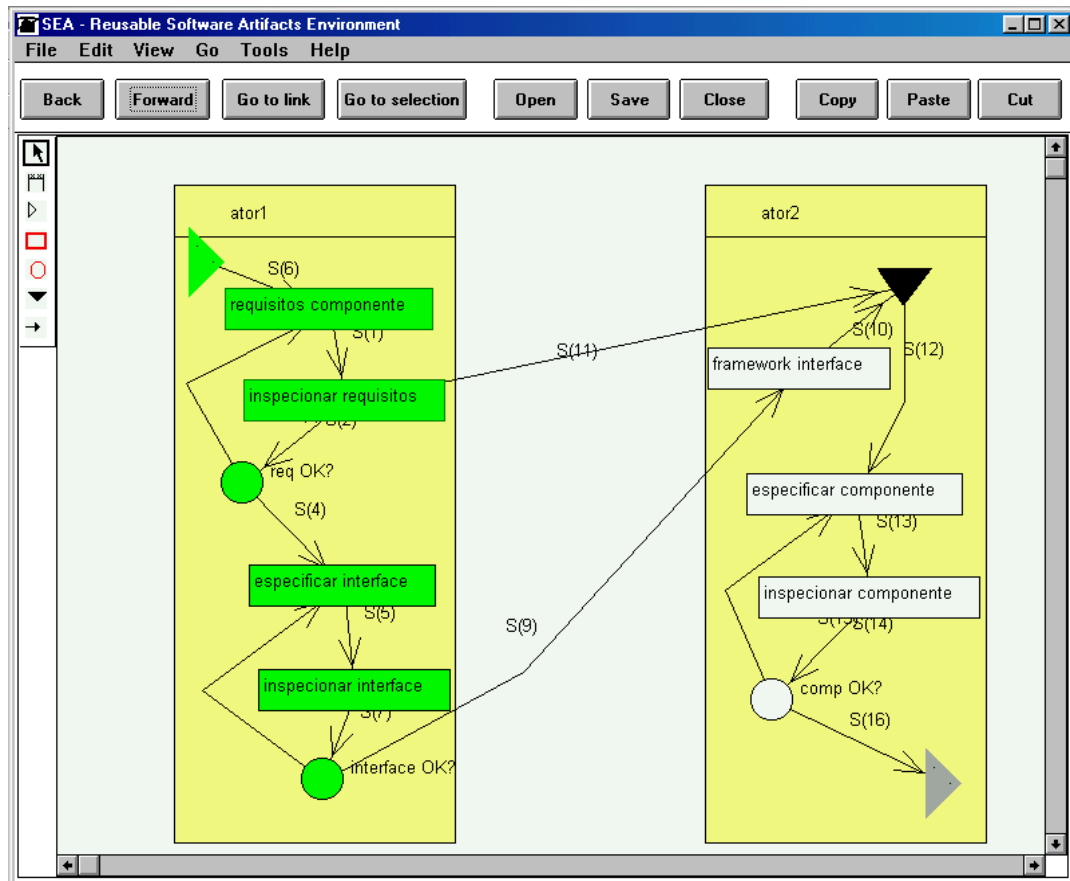 SEA - Reusable Software Artifacts Environment
File Edit View Go Tools Help
Back Forward Go to link Go to selection Open Save Close Copy Paste Cut
ator1
ator2
S(6)
requisitos componente
S(1)
S(10)
S(11)
S(12)
framework interface
inspecionar requisitos
S(2)
req OK?
especificar componente
S(4)
S(13)
especificar interface
inspecionar componente
S(5)
S(9)
S(15)
S(14)
inspecionar interface
comp OK?
S(7)
S(16)
interface OK?